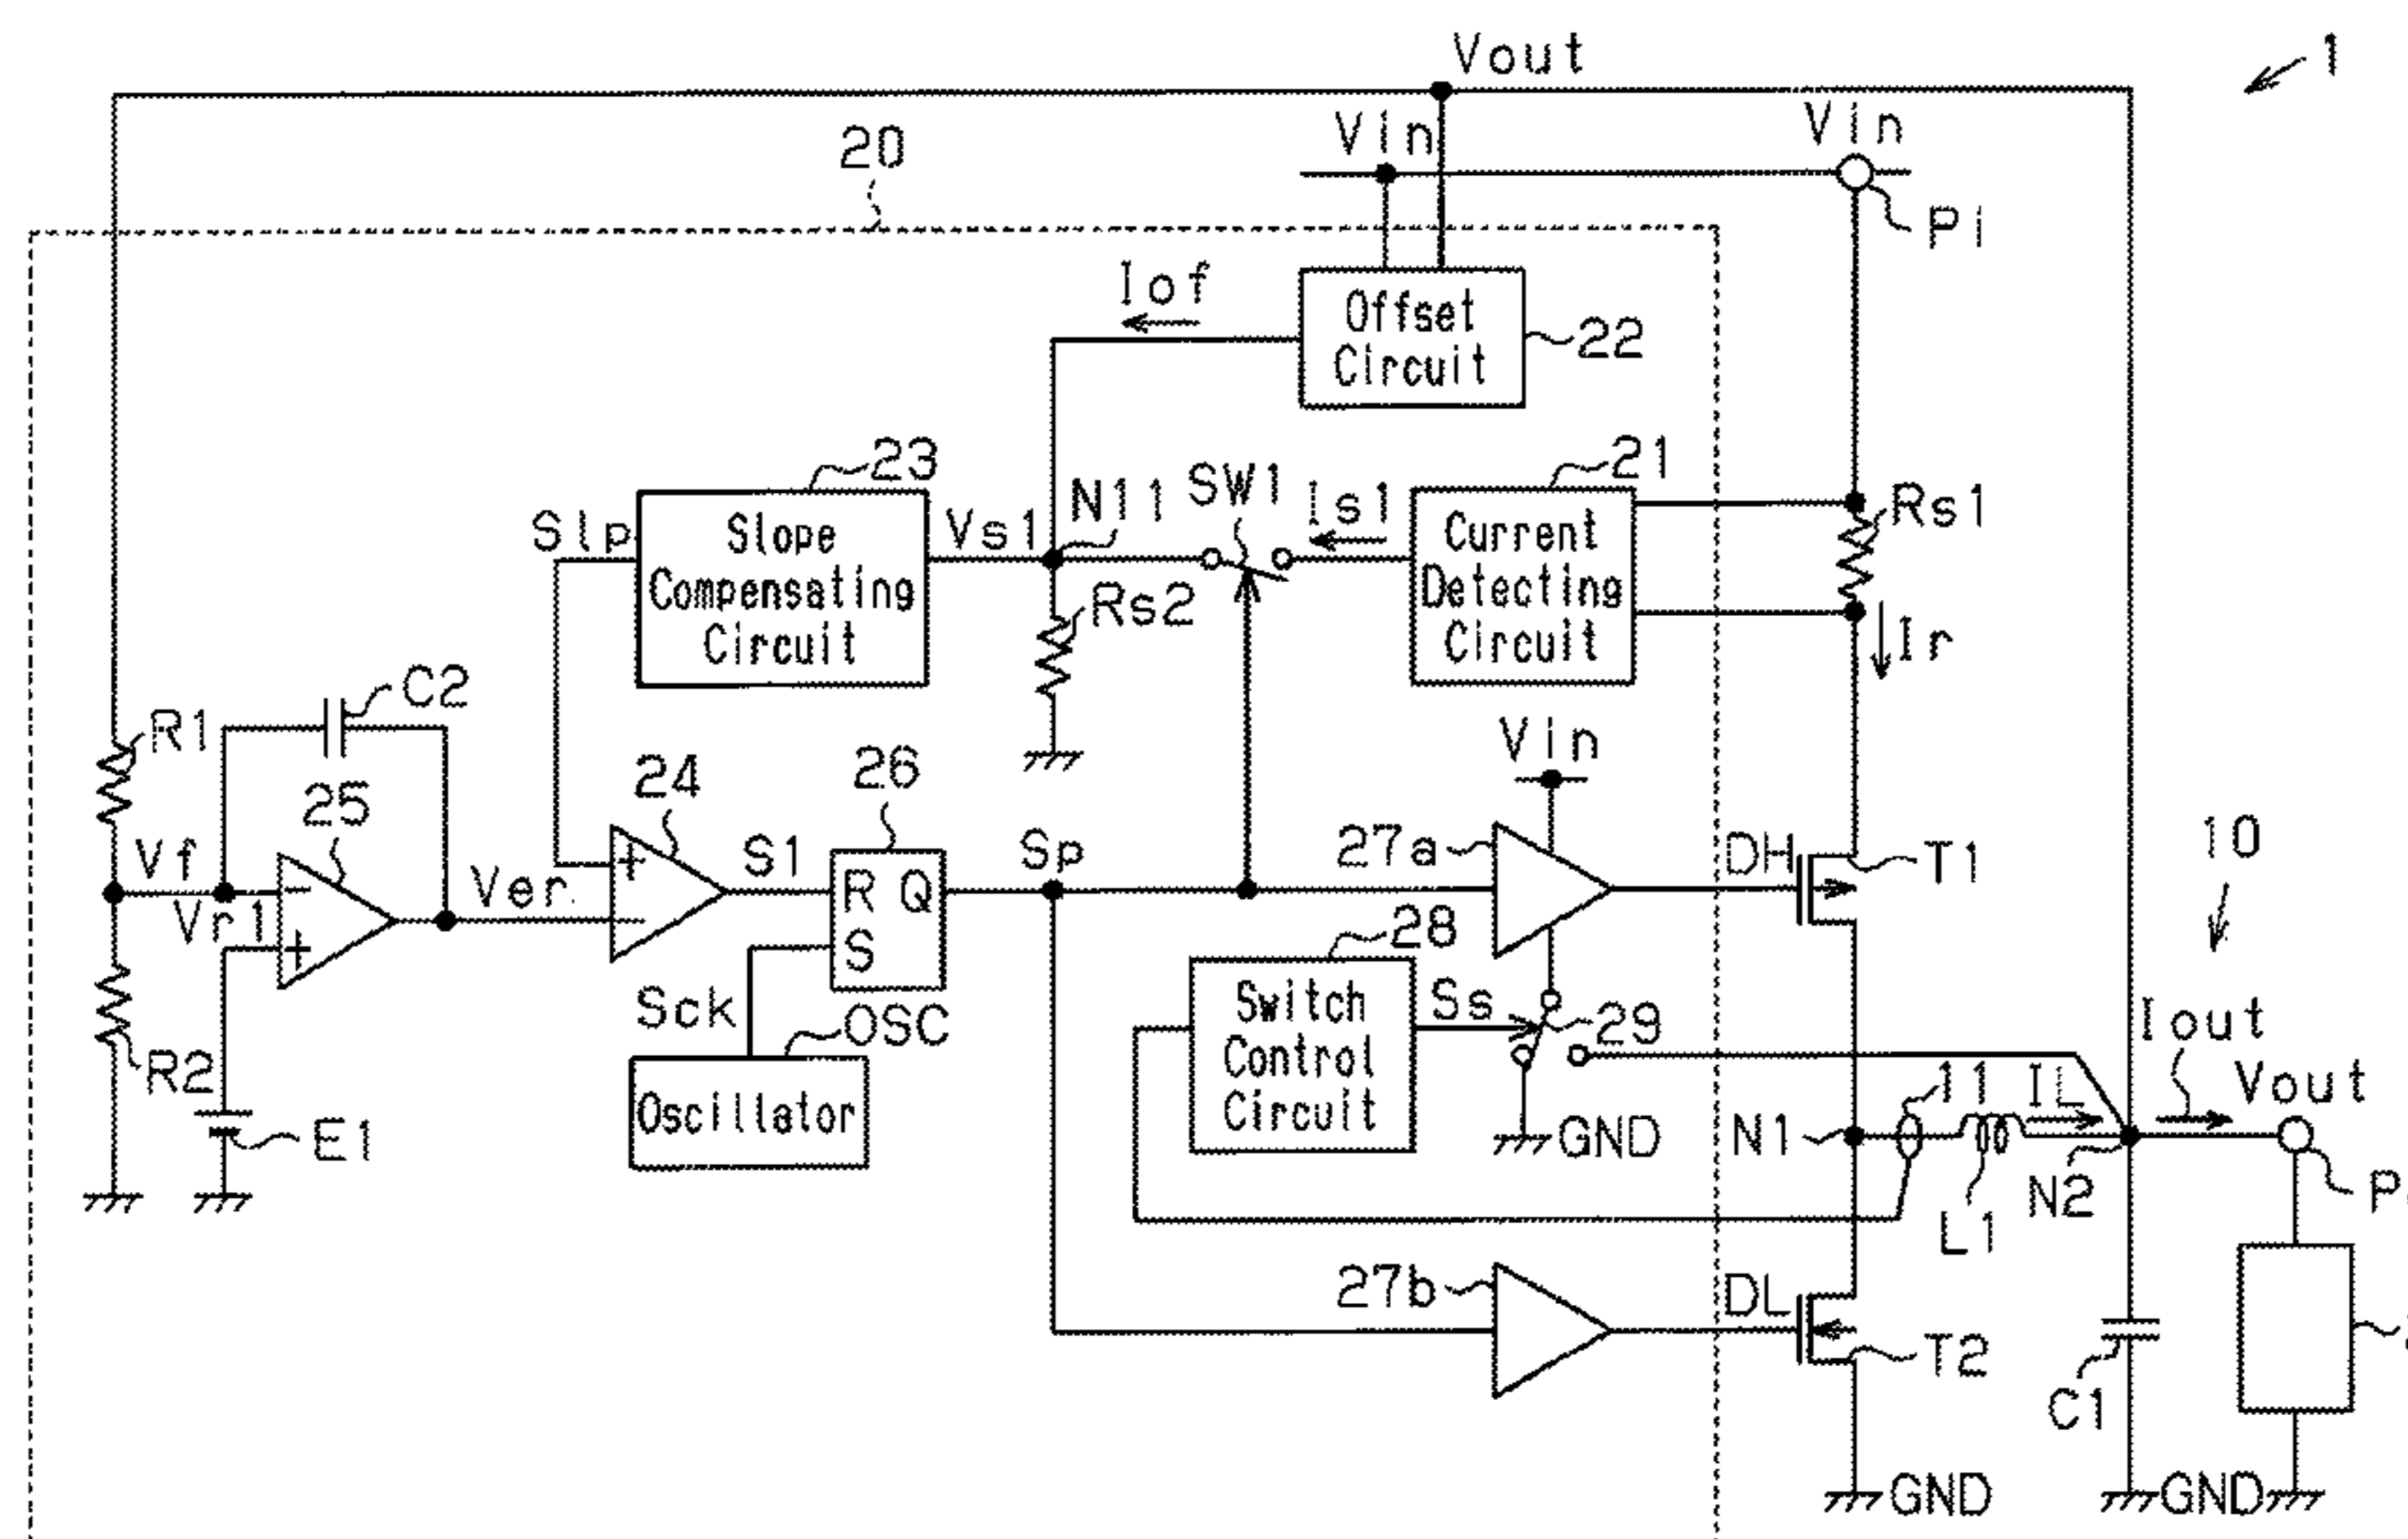 Vout
1
Vin
Vin
20
Pi
Iof
Offset
Circuit
22
23
SW1
21
Slp
Slope
Compensating
Circuit
Vs1
N11
Is1
Current
Detecting
Circuit
Rs1
Rs2
Ir
C2
R1
Vin
25
24
26
Vf
Vr1
Ver
S1
R Q
S
Sp
27a
DH
T1
10
28
Sck
OSC
Switch
Control
Circuit
Ss
29
Iout
Vout
R2
Oscillator
11
IL
E1
GND
N1
N2
P
L1
27b
DL
T2
C1
GND
GND
-
+
+
-